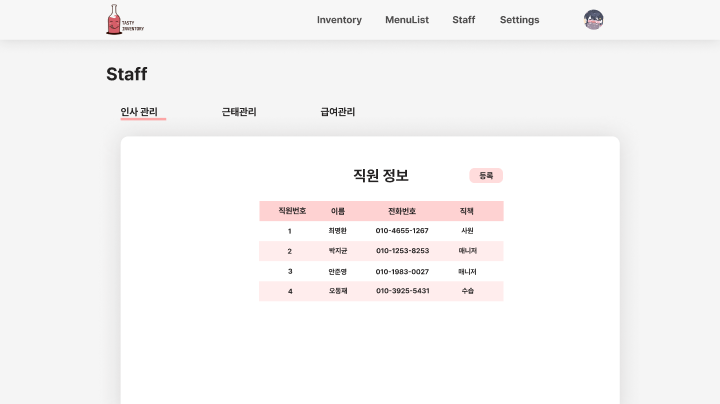 TASTY
INVENTORY
Inventory MenuList Staff Settings
Staff
인사 관리 근태관리 급여관리
직원 정보 등록
직원번호 이름 전화번호 직책
1 최명환 010-4655-1267 사원
2 박지균 010-1253-8253 매니저
3 안준영 010-1983-0027 매니저
4 오동재 010-3925-5431 수습